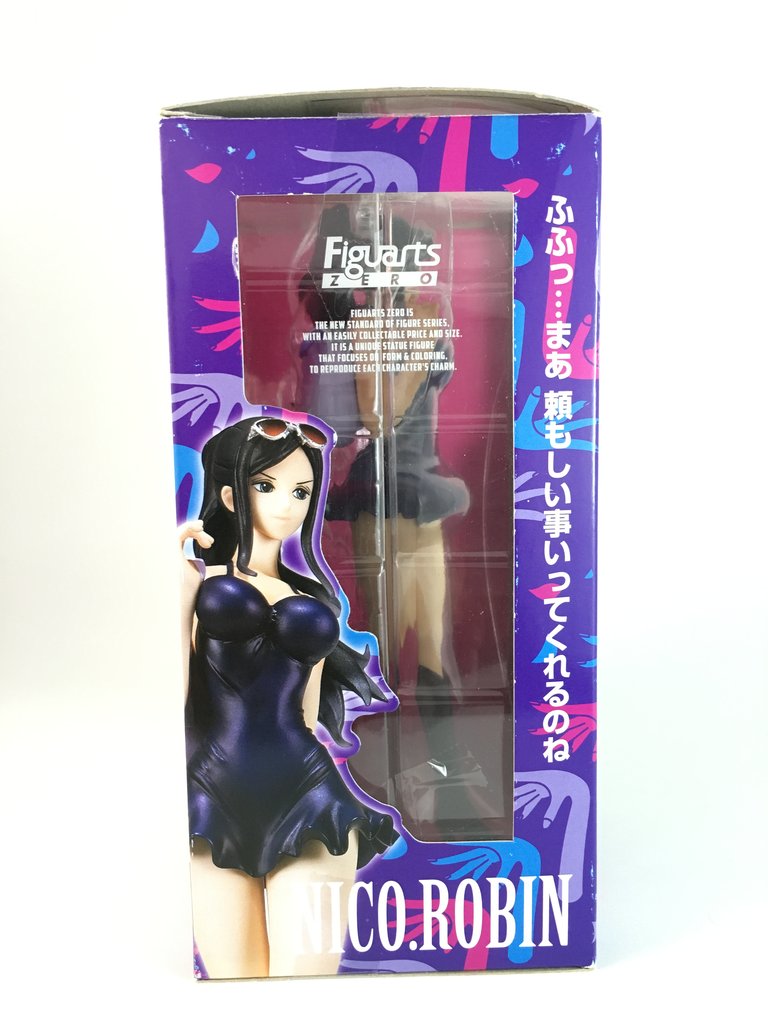 Figuarts
ZERO
FIGUARTS ZERO IS
THE NEW STANDARD OF FIGURE SERIES,
WITH AN EASILY COLLECTABLE PRICE AND SIZE.
IT IS A UNIQUE STATUE FIGURE
THAT FOCUSES ON FORM & COLORING,
TO REPRODUCE EACH CHARACTER'S CHARM.
ふふっ…まあ 頼もしい事いってくれるのね
NICO.ROBIN